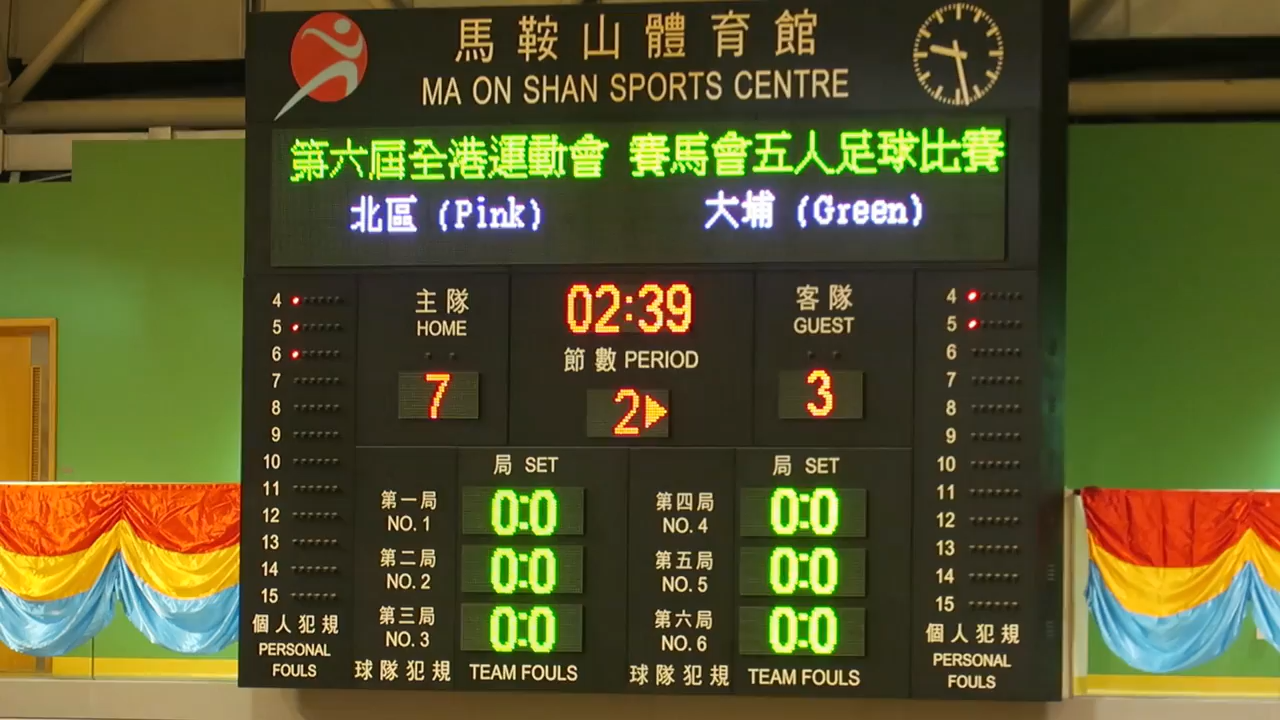 馬鞍山體育館
MA ON SHAN SPORTS CENTRE
第六屆全港運動會 賽馬會五人足球比賽
北區 (Pink) 大埔 (Green)
主隊
HOME
7
02:39
節數 PERIOD
2
客隊
GUEST
3
4
5
6
7
8
9
10
11
12
13
14
15
個人犯規
PERSONAL
FOULS
局 SET
第一局
NO. 1
0:0
第二局
NO. 2
0:0
第三局
NO. 3
0:0
球隊犯規 TEAM FOULS
局 SET
第四局
NO. 4
0:0
第五局
NO. 5
0:0
第六局
NO. 6
0:0
球隊犯規 TEAM FOULS
4
5
6
7
8
9
10
11
12
13
14
15
個人犯規
PERSONAL
FOULS